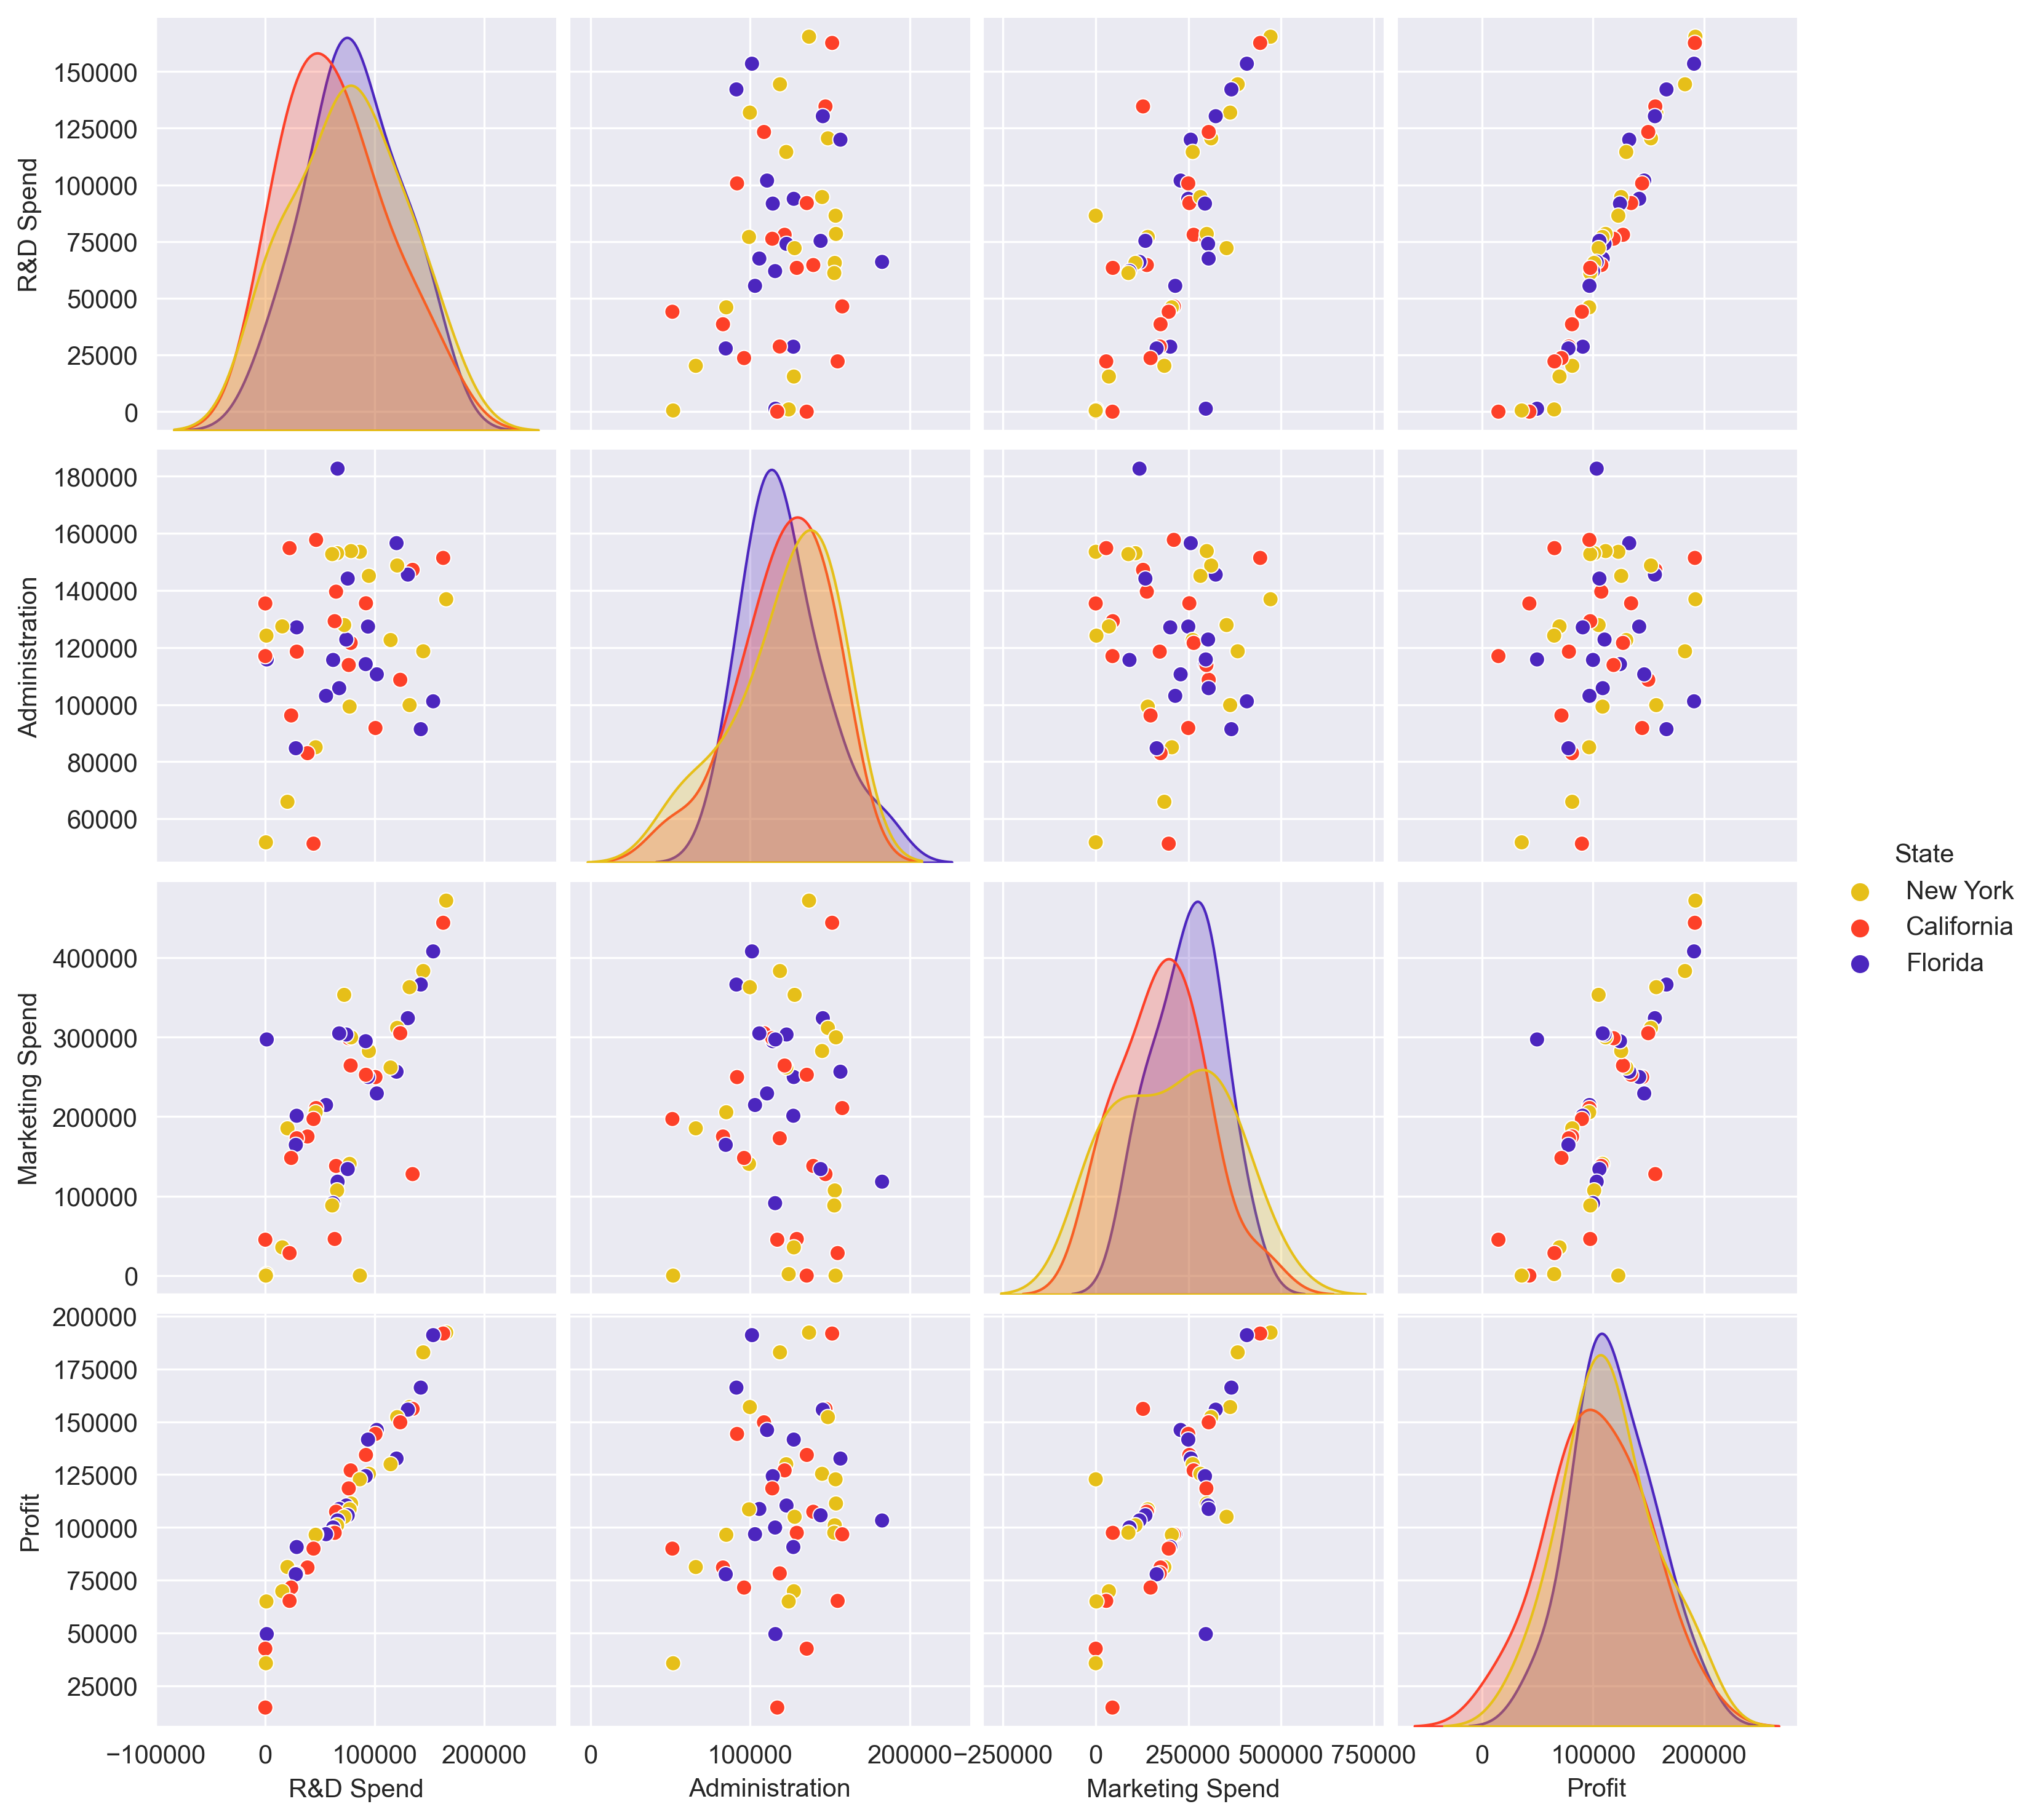 R&D Spend
150000
125000
100000
75000
50000
25000
0
Administration
180000
160000
140000
120000
100000
80000
60000
Marketing Spend
400000
300000
200000
100000
0
Profit
200000
175000
150000
125000
100000
75000
50000
25000
−100000 0 100000 200000
R&D Spend
0 100000 200000
Administration
−250000 0 250000 500000 750000
Marketing Spend
0 100000 200000
Profit
State
New York
California
Florida